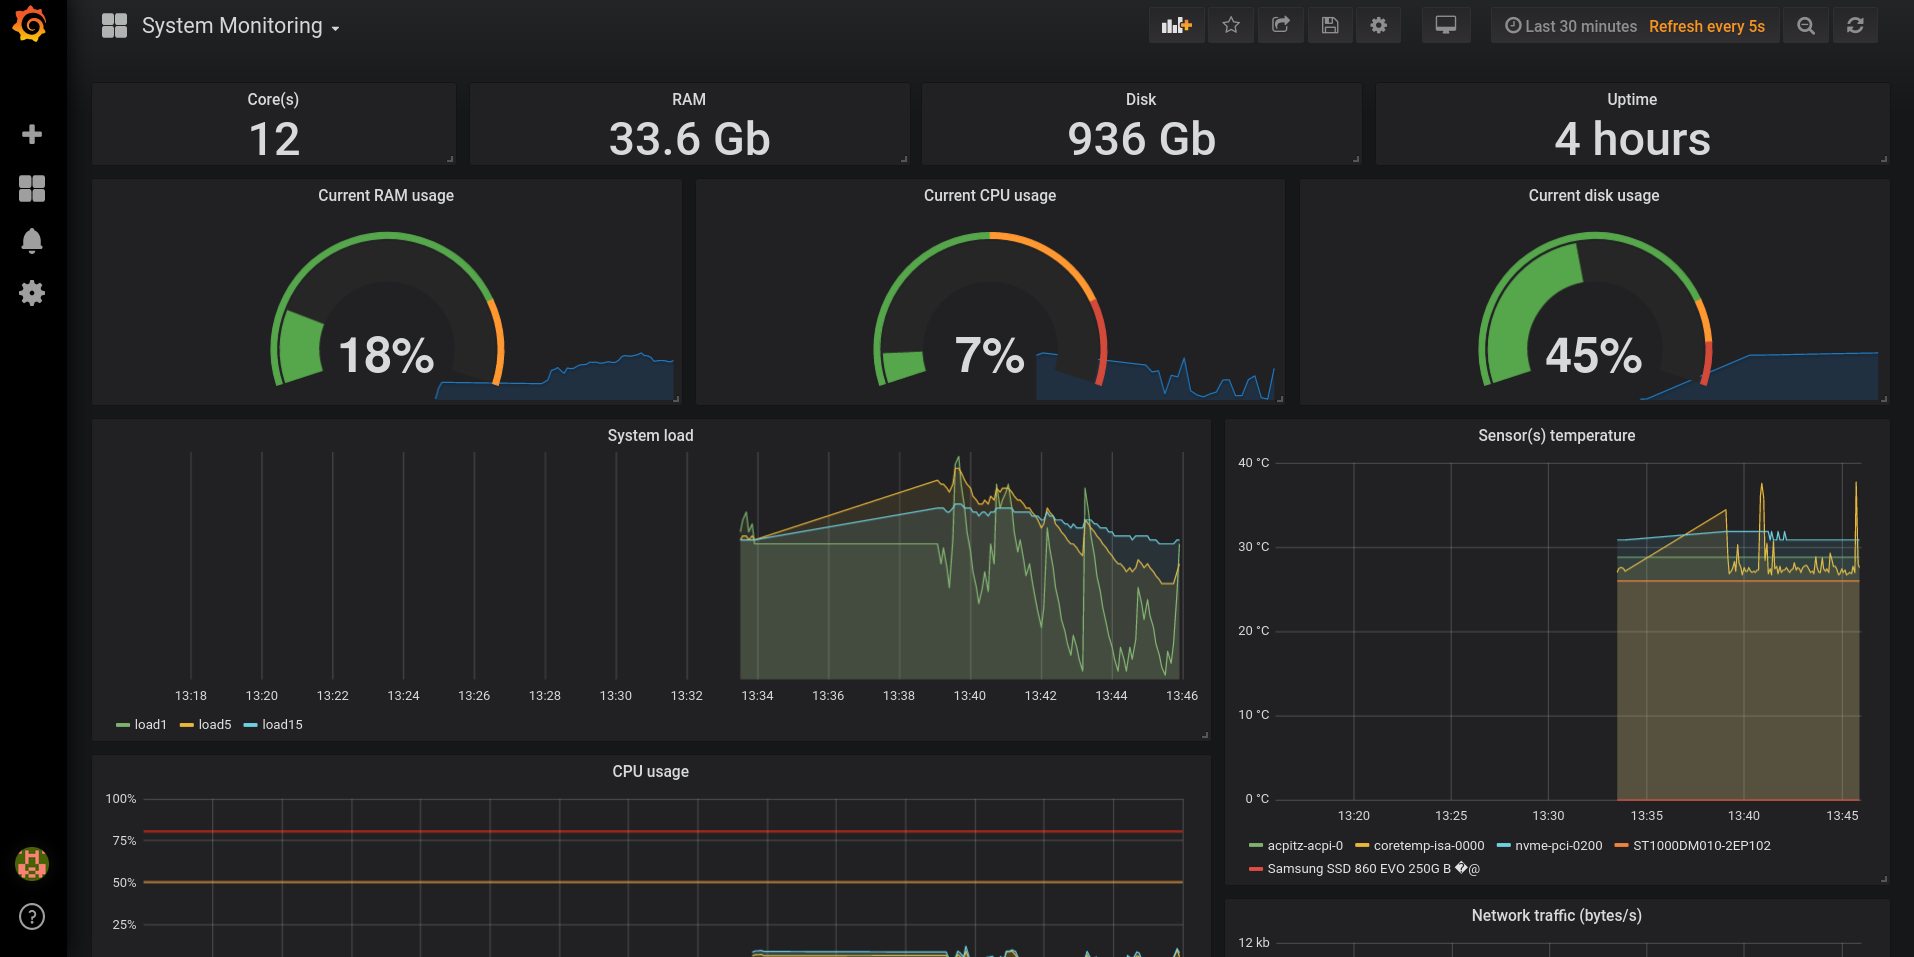 System Monitoring
Last 30 minutes Refresh every 5s
Core(s)
12
RAM
33.6 Gb
Disk
936 Gb
Uptime
4 hours
Current RAM usage
18%
Current CPU usage
7%
Current disk usage
45%
System load
13:18 13:20 13:22 13:24 13:26 13:28 13:30 13:32 13:34 13:36 13:38 13:40 13:42 13:44 13:46
load1 load5 load15
Sensor(s) temperature
40 °C
30 °C
20 °C
10 °C
0 °C
13:20 13:25 13:30 13:35 13:40 13:45
acpitz-acpi-0 coretemp-isa-0000 nvme-pci-0200 ST1000DM010-2EP102
Samsung SSD 860 EVO 250G B �@
CPU usage
100%
75%
50%
25%
Network traffic (bytes/s)
12 kb
?